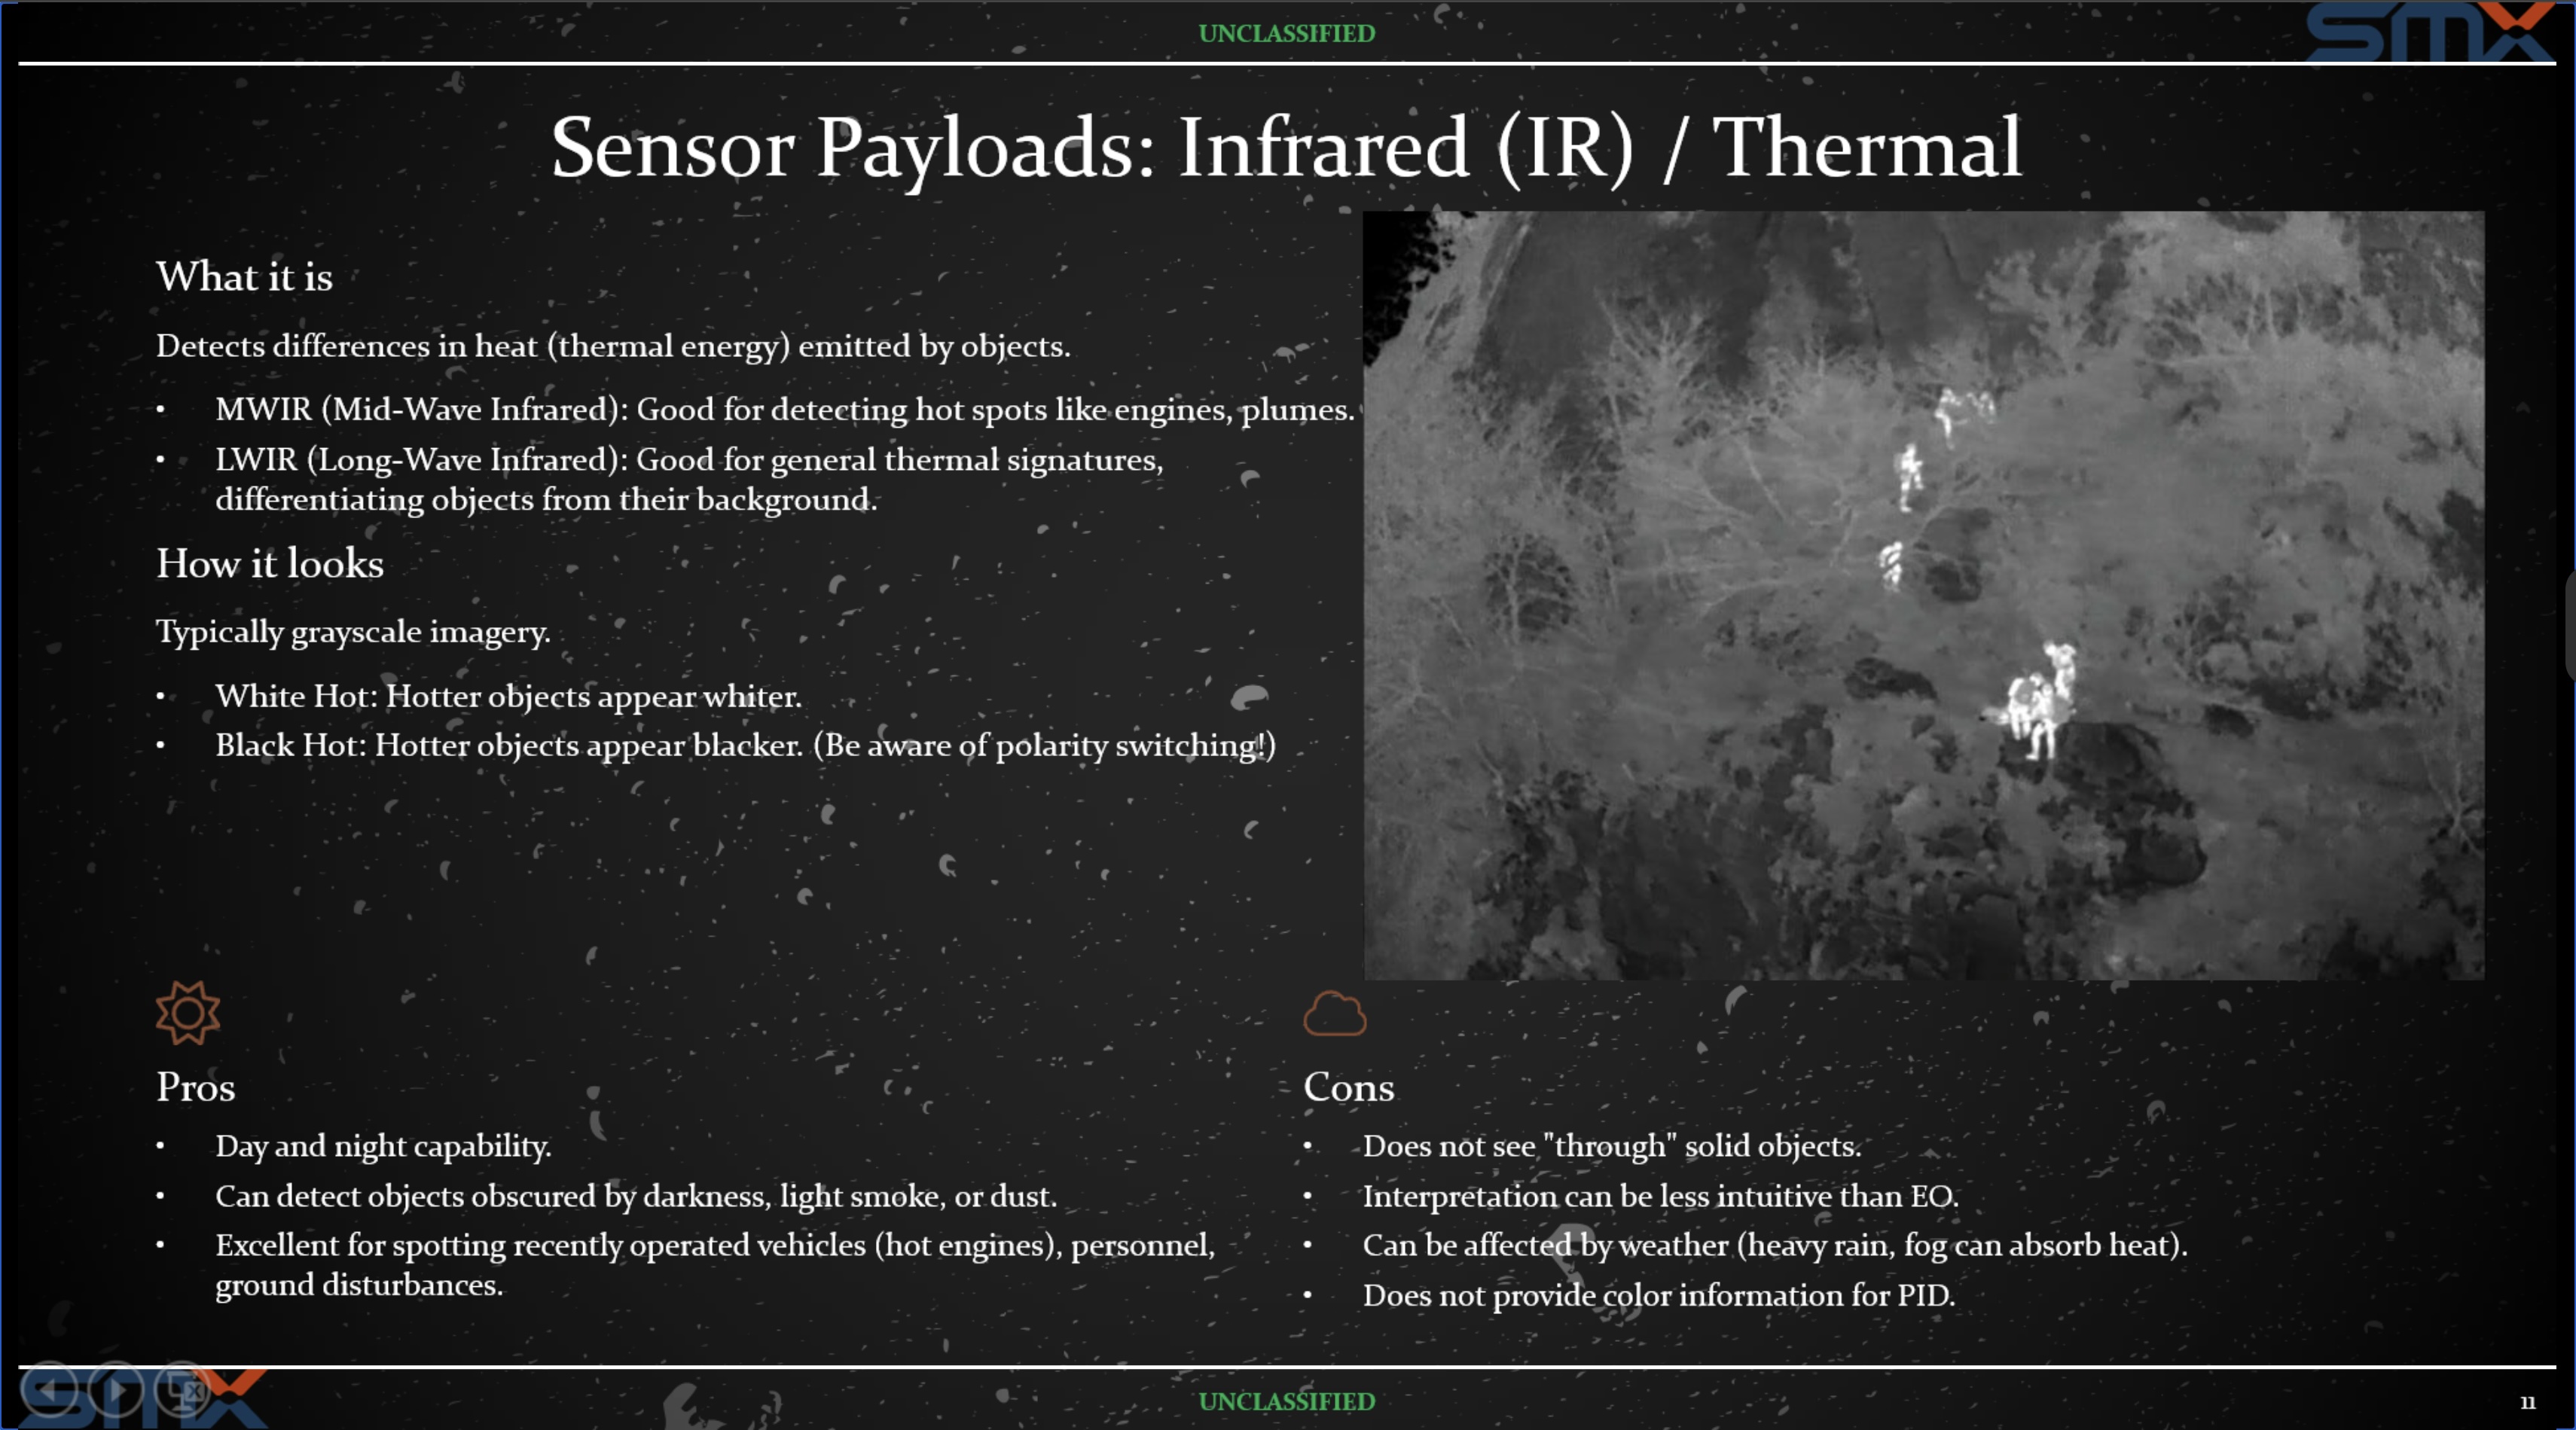 UNCLASSIFIED
SMX
Sensor Payloads: Infrared (IR) / Thermal
What it is
Detects differences in heat (thermal energy) emitted by objects.
• MWIR (Mid-Wave Infrared): Good for detecting hot spots like engines, plumes.
• LWIR (Long-Wave Infrared): Good for general thermal signatures,
differentiating objects from their background.
How it looks
Typically grayscale imagery.
• White Hot: Hotter objects appear whiter.
• Black Hot: Hotter objects appear blacker. (Be aware of polarity switching!)
Pros
• Day and night capability.
• Can detect objects obscured by darkness, light smoke, or dust.
• Excellent for spotting recently operated vehicles (hot engines), personnel,
ground disturbances.
Cons
• Does not see "through" solid objects.
• Interpretation can be less intuitive than EO.
• Can be affected by weather (heavy rain, fog can absorb heat).
• Does not provide color information for PID.
SMX
UNCLASSIFIED
11